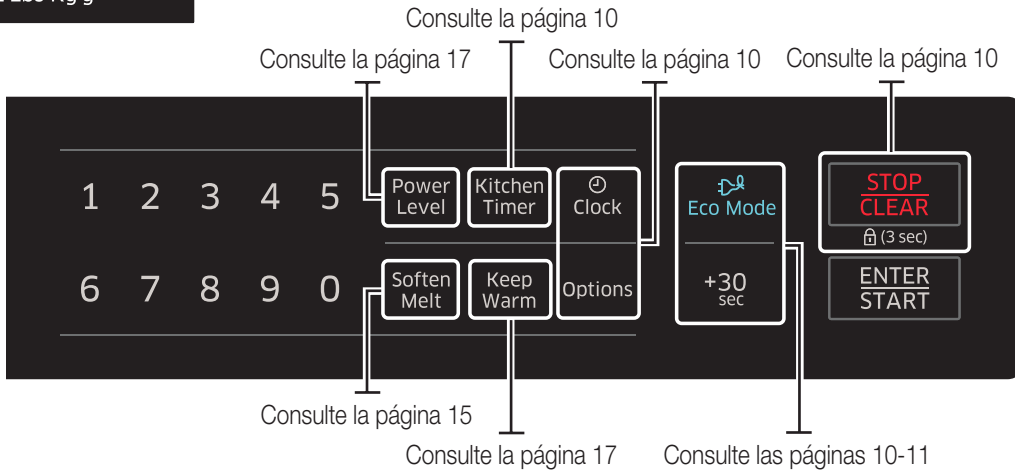 Consulte la página 10
Consulte la página 17
Consulte la página 10
Consulte la página 10
1 2 3 4 5
Power
Level
Kitchen
Timer
Clock
Eco Mode
STOP
CLEAR
(3 sec)
6 7 8 9 0
Soften
Melt
Keep
Warm
Options
+30
sec
ENTER
START
Consulte la página 15
Consulte la página 17
Consulte las páginas 10-11